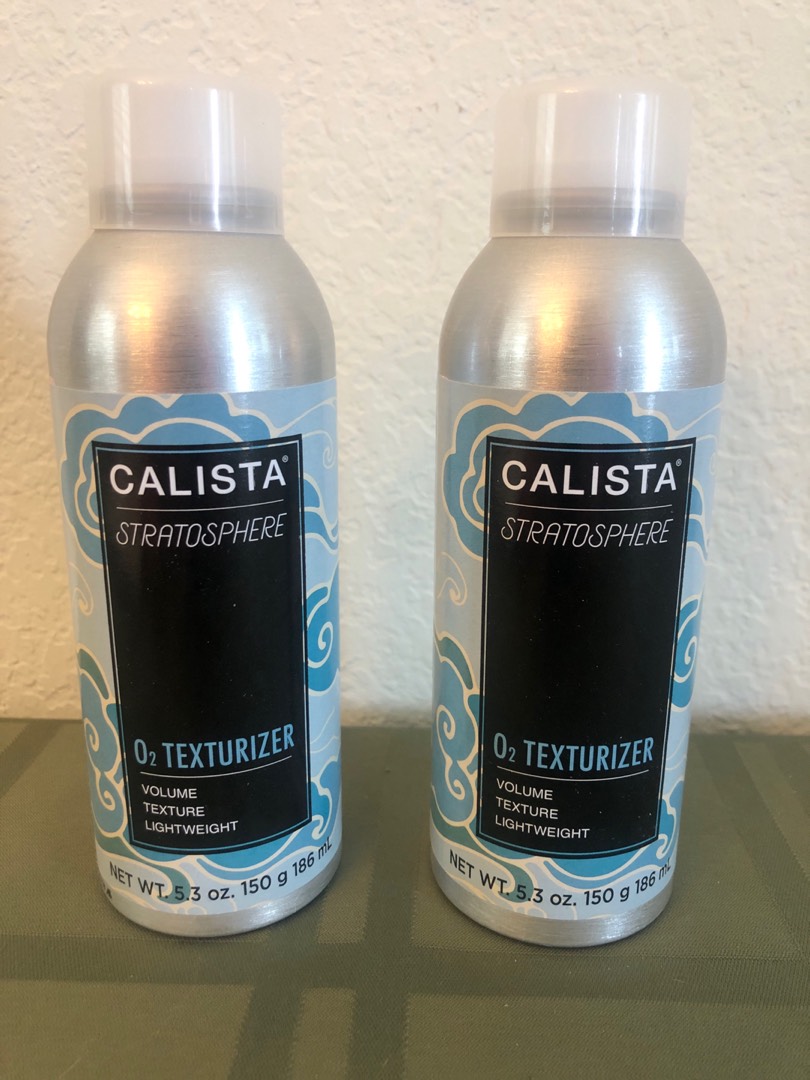 CALISTA®
STRATOSPHERE
O₂ TEXTURIZER
VOLUME
TEXTURE
LIGHTWEIGHT
NET WT. 5.3 oz. 150 g 186 mL
CALISTA®
STRATOSPHERE
O₂ TEXTURIZER
VOLUME
TEXTURE
LIGHTWEIGHT
NET WT. 5.3 oz. 150 g 186 mL